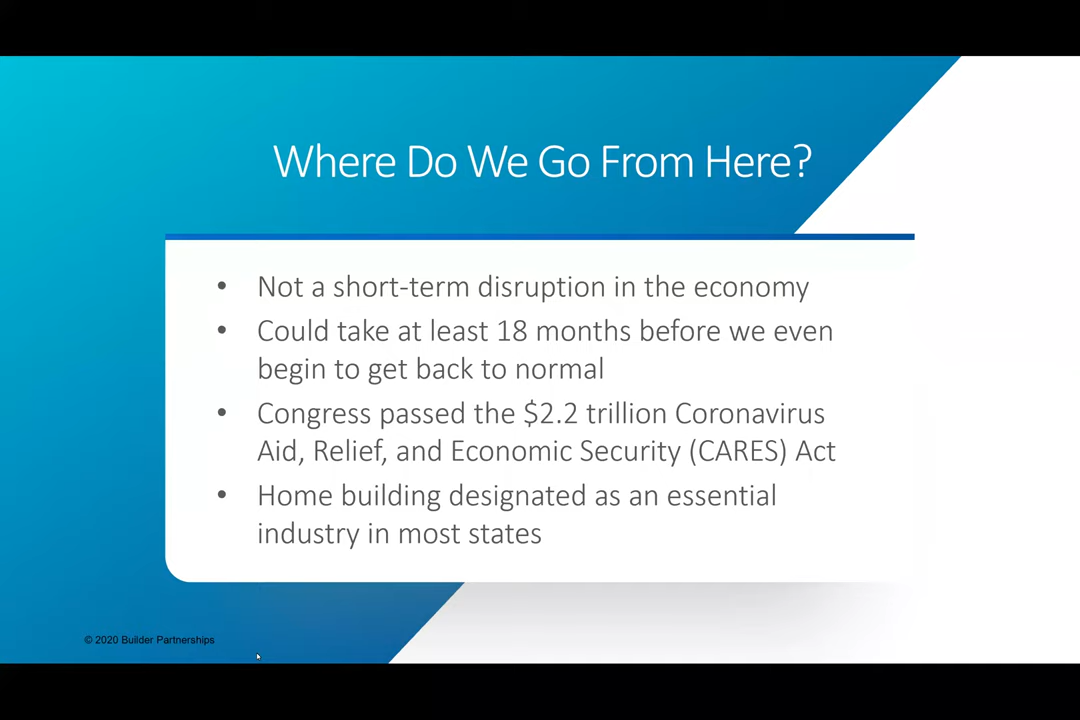 Where Do We Go From Here?
• Not a short-term disruption in the economy
• Could take at least 18 months before we even
begin to get back to normal
• Congress passed the $2.2 trillion Coronavirus
Aid, Relief, and Economic Security (CARES) Act
• Home building designated as an essential
industry in most states
© 2020 Builder Partnerships